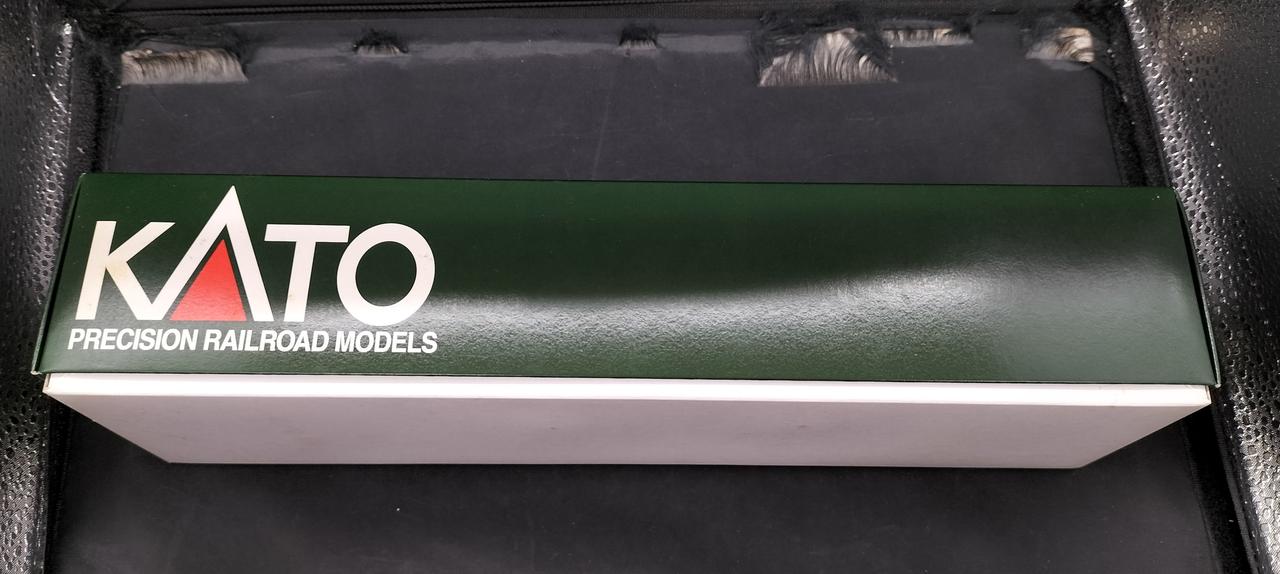 KATO
PRECISION RAILROAD MODELS